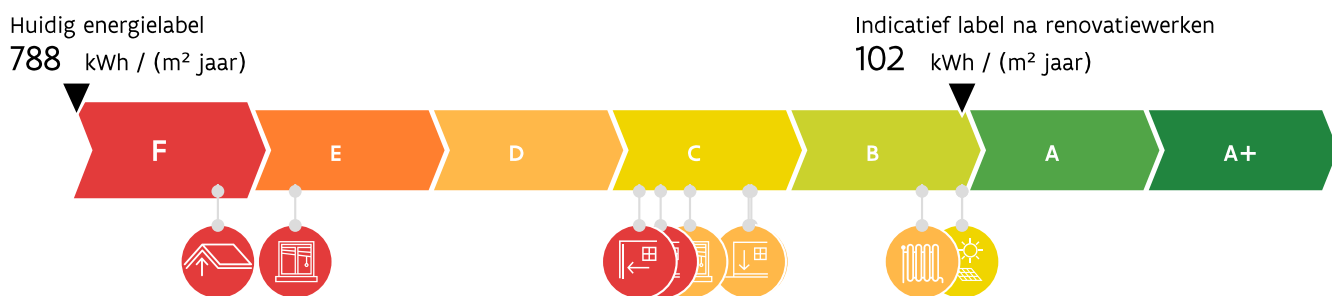 Huidig energielabel
788 kWh / (m² jaar)
Indicatief label na renovatiewerken
102 kWh / (m² jaar)
F E D C B A A+